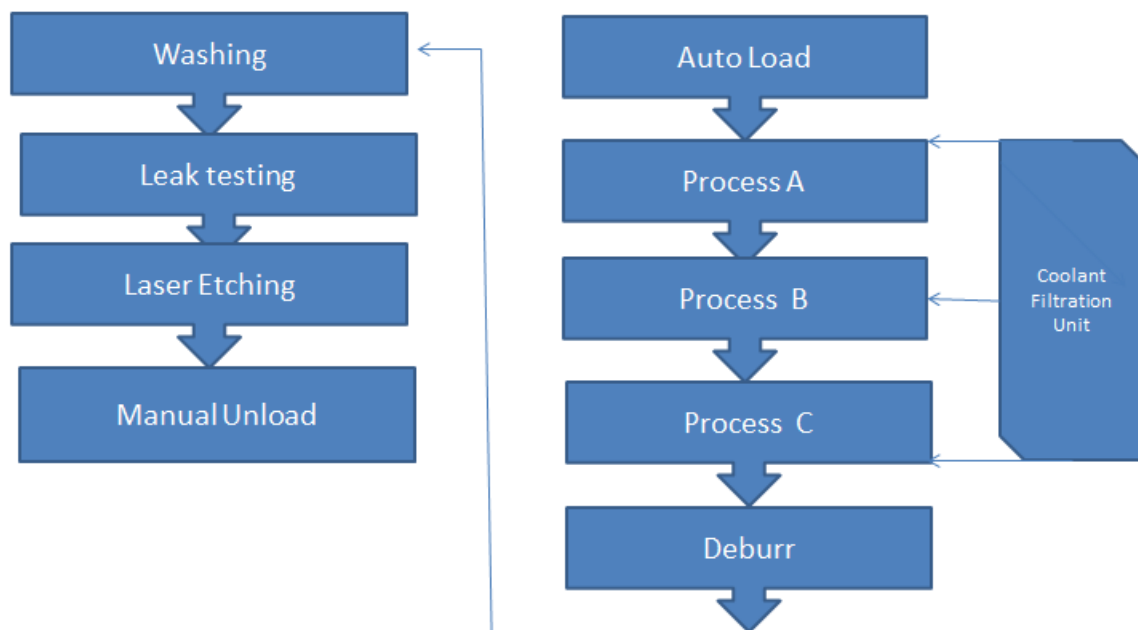 Washing
Leak testing
Laser Etching
Manual Unload
Auto Load
Process A
Process B
Process C
Deburr
Coolant
Filtration
Unit